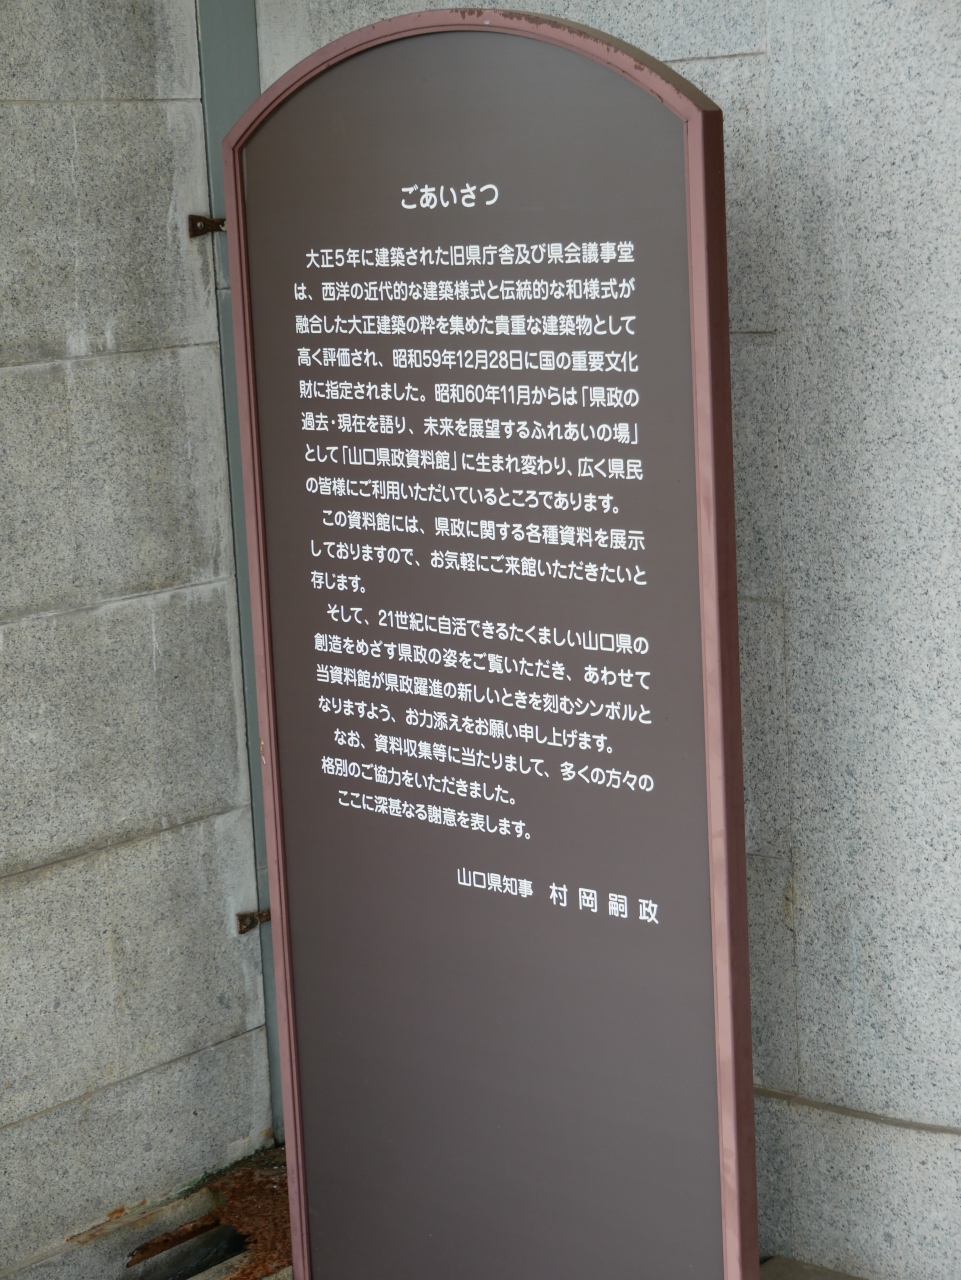 ごあいさつ
大正5年に建築された旧県庁舎及び県会議事堂
は、西洋の近代的な建築様式と伝統的な和様式が
融合した大正建築の粋を集めた貴重な建築物として
高く評価され、昭和59年12月28日に国の重要文化
財に指定されました。昭和60年11月からは「県政の
過去・現在を語り、未来を展望するふれあいの場」
として「山口県政資料館」に生まれ変わり、広く県民
の皆様にご利用いただいているところであります。
この資料館には、県政に関する各種資料を展示
しておりますので、お気軽にご来館いただきたいと
存じます。
そして、21世紀に自活できるたくましい山口県の
創造をめざす県政の姿をご覧いただき、あわせて
当資料館が県政躍進の新しいときを刻むシンボルと
なりますよう、お力添えをお願い申し上げます。
なお、資料収集等に当たりまして、多くの方々の
格別のご協力をいただきました。
ここに深甚なる謝意を表します。
山口県知事 村岡嗣政